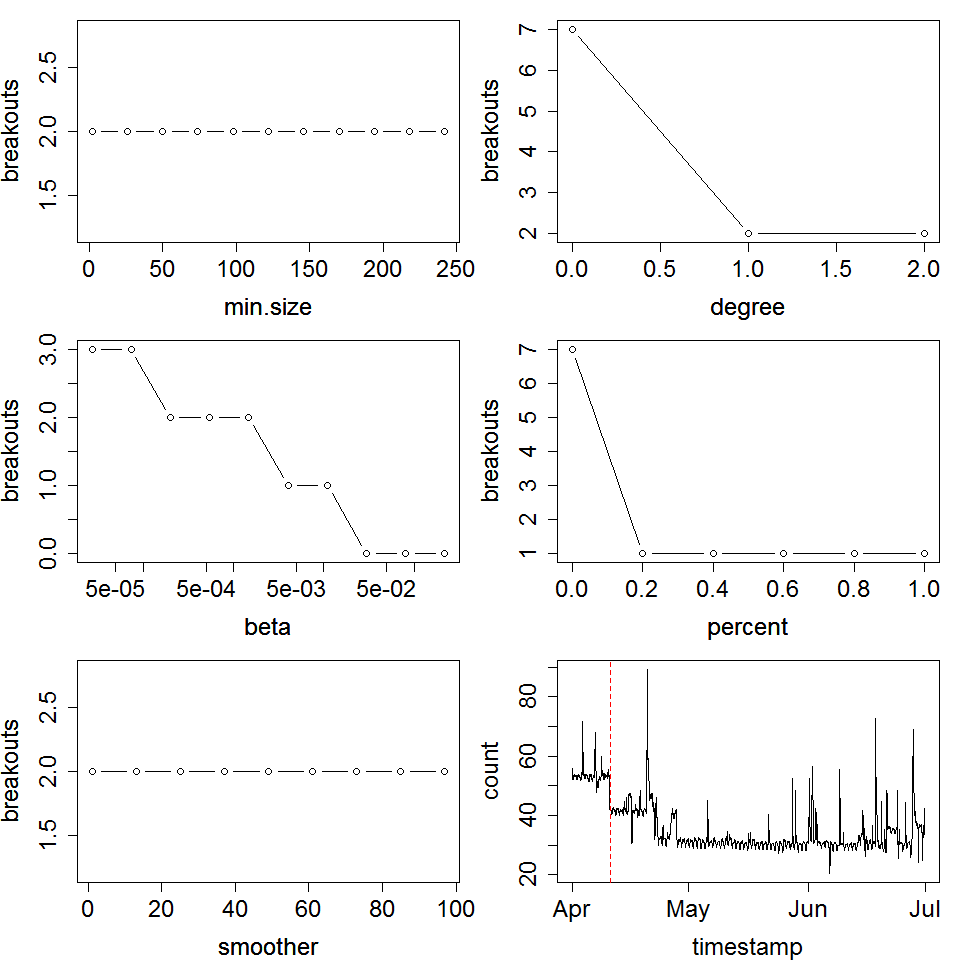 breakouts
2.5
2.0
1.5
0 50 100 150 200 250
min.size
breakouts
7
6
5
4
3
2
0.0 0.5 1.0 1.5 2.0
degree
breakouts
3.0
2.0
1.0
0.0
5e-05 5e-04 5e-03 5e-02
beta
breakouts
7
6
5
4
3
2
1
0.0 0.2 0.4 0.6 0.8 1.0
percent
breakouts
2.5
2.0
1.5
0 20 40 60 80 100
smoother
count
80
60
40
20
Apr May Jun Jul
timestamp